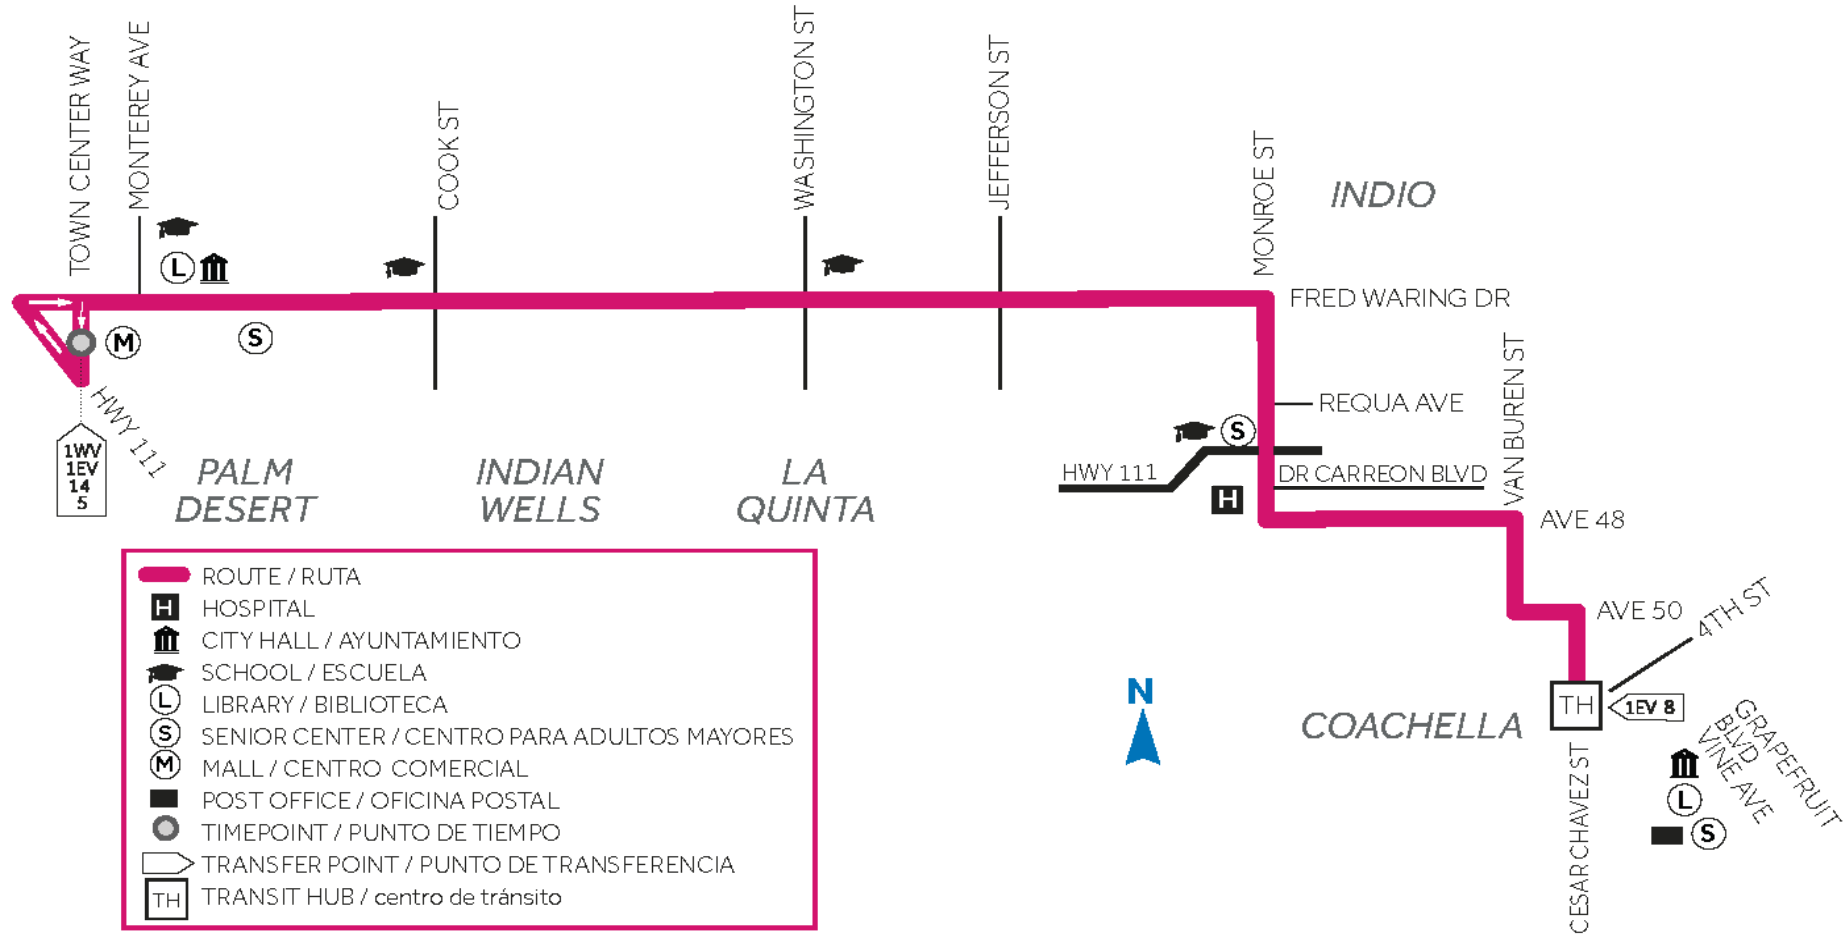 TOWN CENTER WAY
MONTEREY AVE
COOK ST
WASHINGTON ST
JEFFERSON ST
MONROE ST
INDIO
L
FRED WARING DR
M
S
HWY 111
1WV
1EV
14
5
PALM
DESERT
INDIAN
WELLS
LA
QUINTA
REQUA AVE
S
HWY 111
DR CARREON BLVD
H
VAN BUREN ST
AVE 48
AVE 50
4TH ST
TH
1EV 8
COACHELLA
N
CESAR CHAVEZ ST
GRAPEFRUIT
BLVD
VINE AVE
L
S
ROUTE / RUTA
H HOSPITAL
CITY HALL / AYUNTAMIENTO
SCHOOL / ESCUELA
L LIBRARY / BIBLIOTECA
S SENIOR CENTER / CENTRO PARA ADULTOS MAYORES
M MALL / CENTRO COMERCIAL
POST OFFICE / OFICINA POSTAL
TIMEPOINT / PUNTO DE TIEMPO
TRANSFER POINT / PUNTO DE TRANSFERENCIA
TH TRANSIT HUB / centro de tránsito